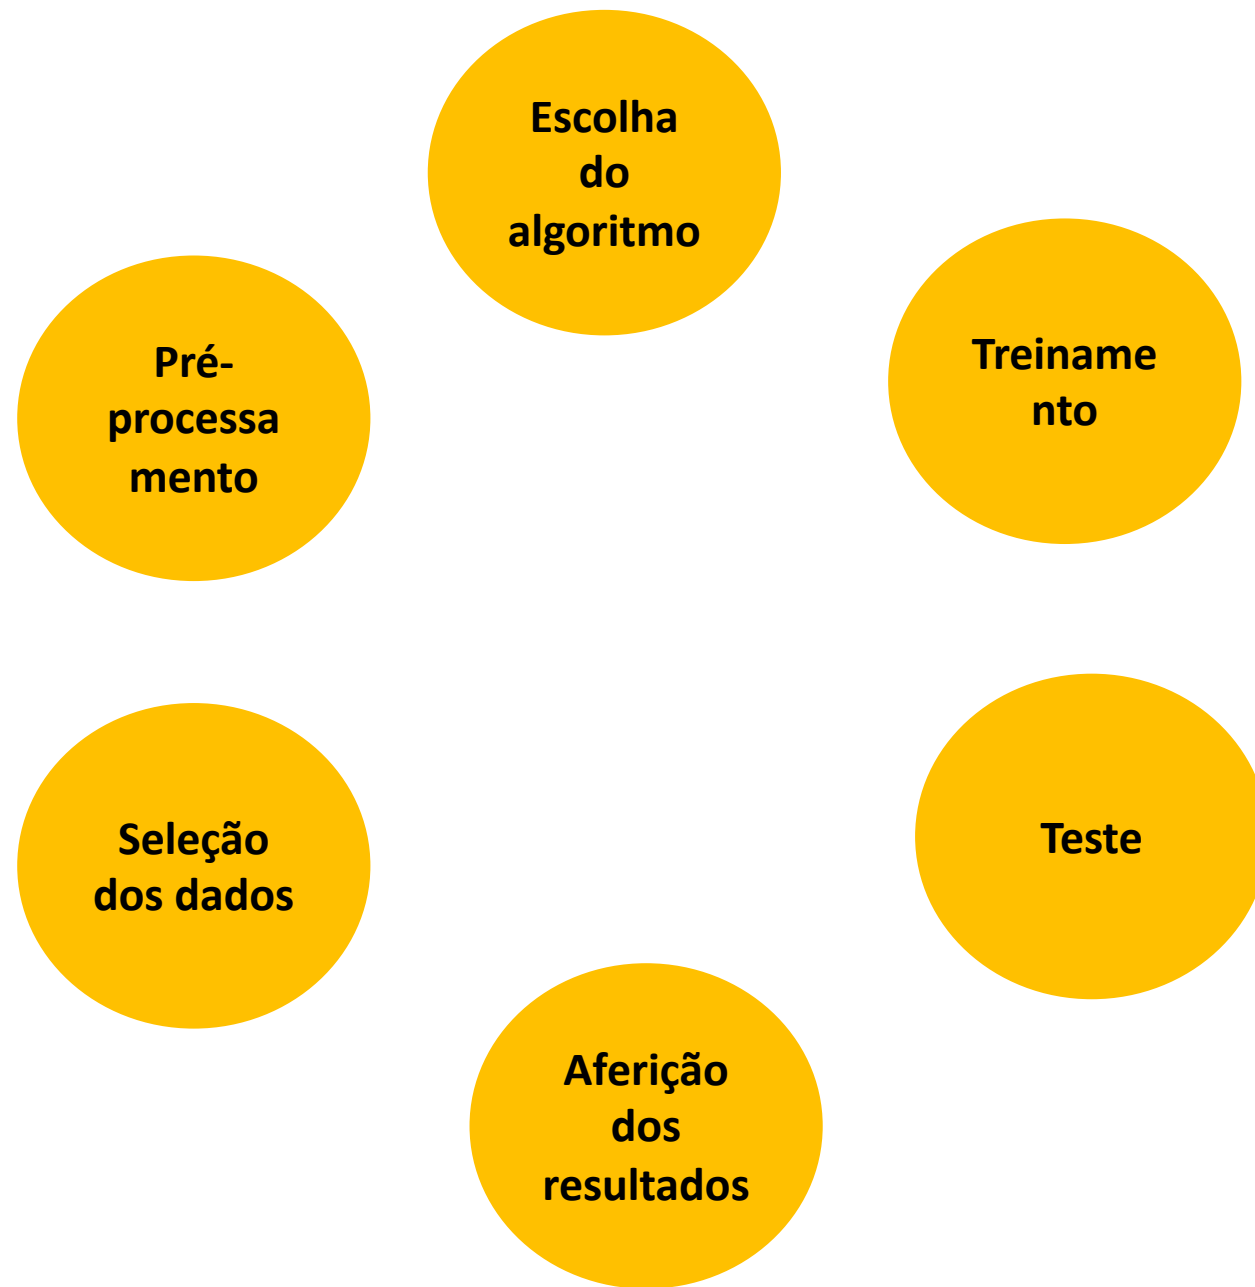 Escolha
do
algoritmo
Pré-
processa
mento
Treiname
nto
Seleção
dos dados
Teste
Aferição
dos
resultados